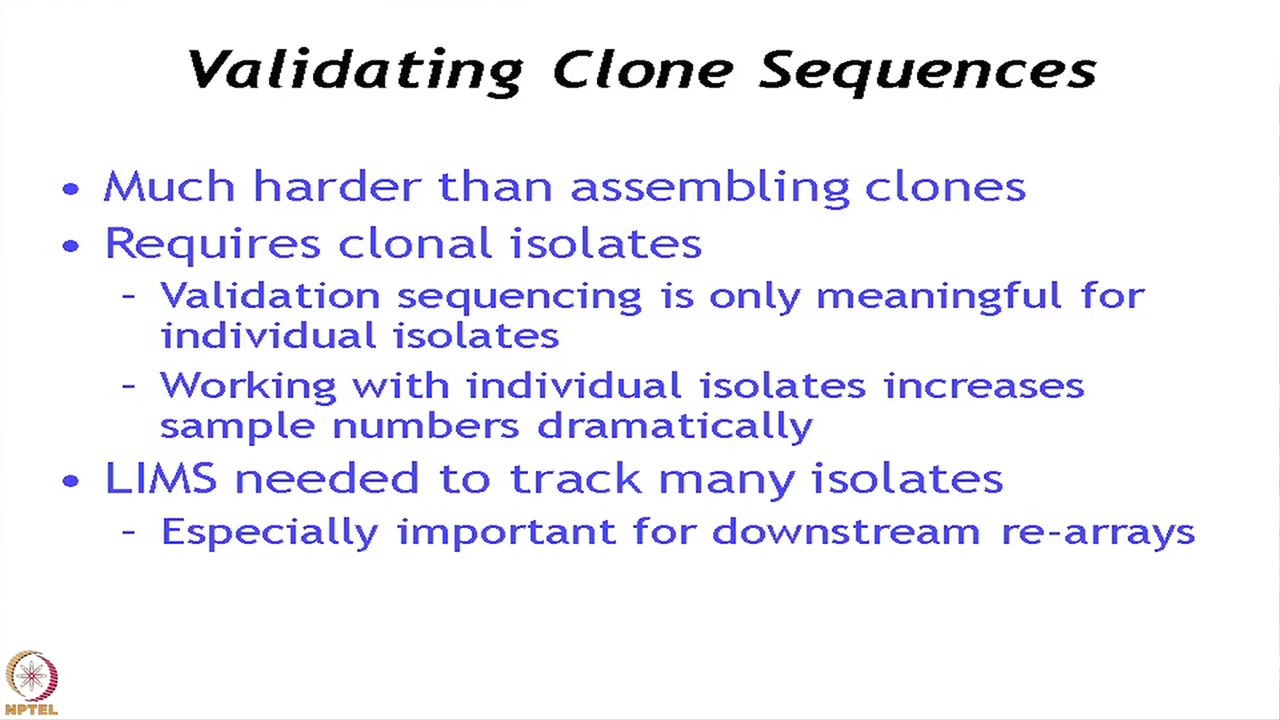 Validating Clone Sequences
• Much harder than assembling clones
• Requires clonal isolates
- Validation sequencing is only meaningful for
individual isolates
- Working with individual isolates increases
sample numbers dramatically
• LIMS needed to track many isolates
- Especially important for downstream re-arrays
NPTEL